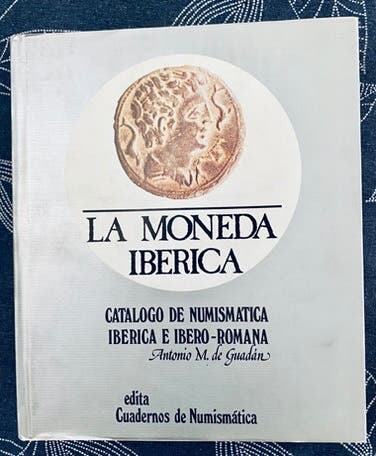 LA MONEDA
IBERICA
CATALOGO DE NUMISMATICA
IBERICA E IBERO-ROMANA
Antonio M. de Guadán
edita
Cuadernos de Numismática